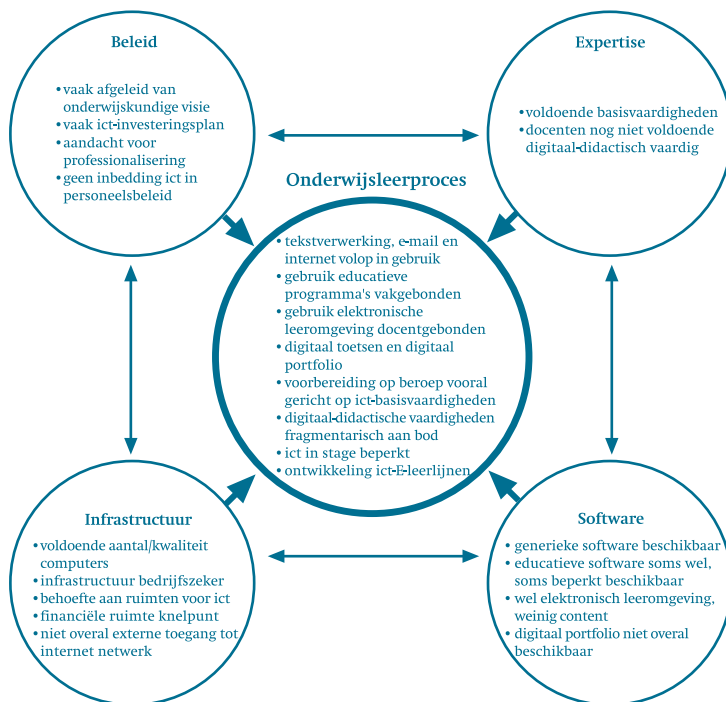 Beleid
• vaak afgeleid van
onderwijskundige visie
• vaak ict-investeringsplan
• aandacht voor
professionalisering
• geen inbedding ict in
personeelsbeleid
Expertise
• voldoende basisvaardigheden
• docenten nog niet voldoende
digitaal-didactisch vaardig
Onderwijsleerproces
• tekstverwerking, e-mail en
internet volop in gebruik
• gebruik educatieve
programma's vakgebonden
• gebruik elektronische
leeromgeving docentgebonden
• digitaal toetsen en digitaal
portfolio
• voorbereiding op beroep vooral
gericht op ict-basisvaardigheden
• digitaal-didactische vaardigheden
fragmentarisch aan bod
• ict in stage beperkt
• ontwikkeling ict-E-leerlijnen
Infrastructuur
• voldoende aantal/kwaliteit
computers
• infrastructuur bedrijfszeker
• behoefte aan ruimten voor ict
• financiële ruimte knelpunt
• niet overal externe toegang tot
internet netwerk
Software
• generieke software beschikbaar
• educatieve software soms wel,
soms beperkt beschikbaar
• wel elektronisch leeromgeving,
weinig content
• digitaal portfolio niet overal
beschikbaar